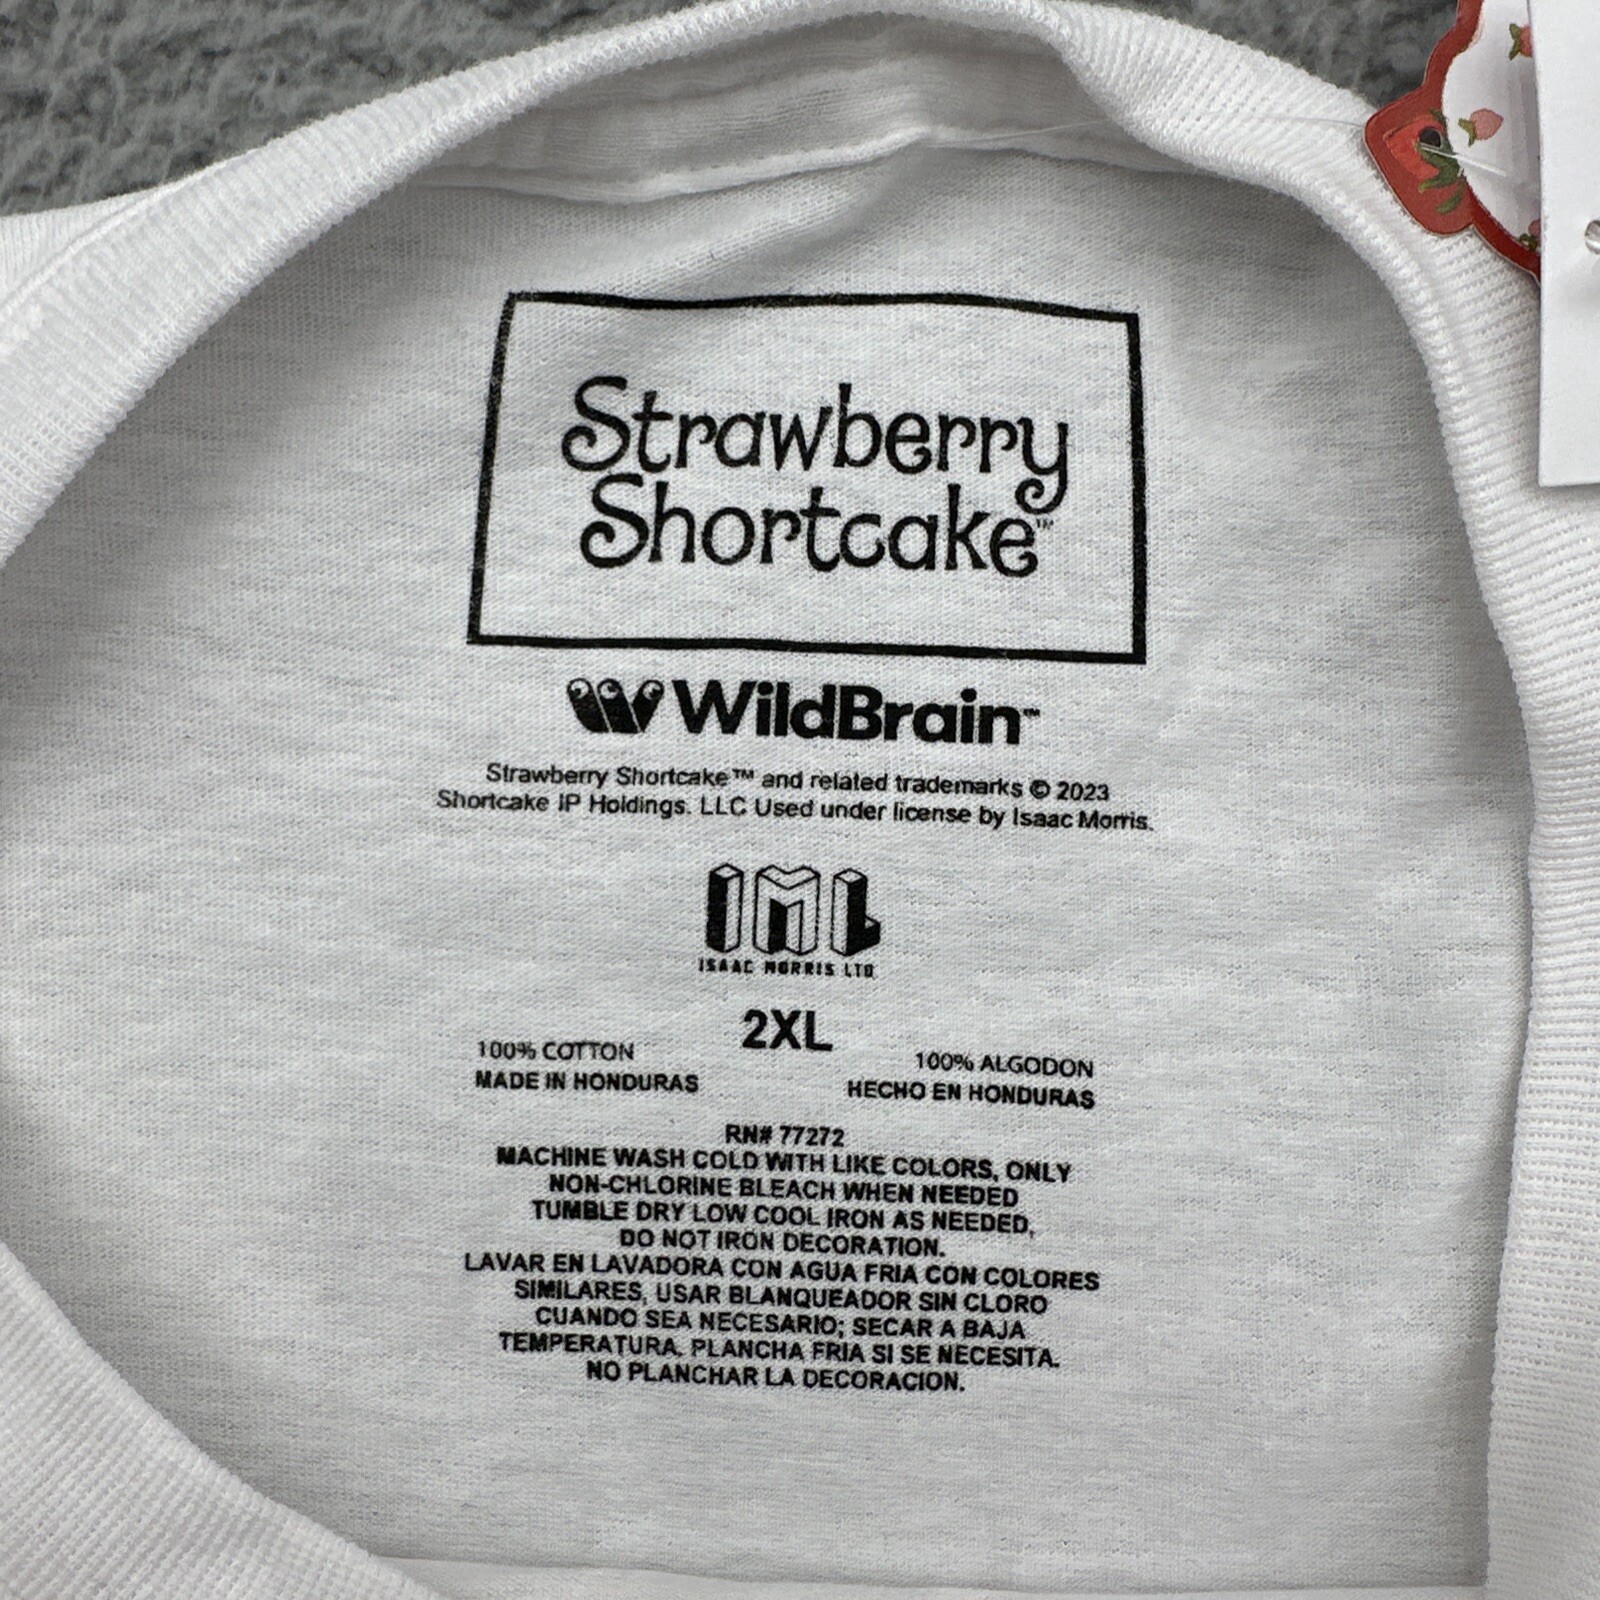 Strawberry
Shortcake™
WildBrain™
Strawberry Shortcake™ and related trademarks © 2023
Shortcake IP Holdings. LLC Used under license by Isaac Morris.
IML
ISAAC MORRIS LTD
2XL
100% COTTON
MADE IN HONDURAS
100% ALGODON
HECHO EN HONDURAS
RN# 77272
MACHINE WASH COLD WITH LIKE COLORS, ONLY
NON-CHLORINE BLEACH WHEN NEEDED
TUMBLE DRY LOW COOL IRON AS NEEDED,
DO NOT IRON DECORATION.
LAVAR EN LAVADORA CON AGUA FRIA CON COLORES
SIMILARES, USAR BLANQUEADOR SIN CLORO
CUANDO SEA NECESARIO; SECAR A BAJA
TEMPERATURA. PLANCHA FRIA SI SE NECESITA.
NO PLANCHAR LA DECORACION.